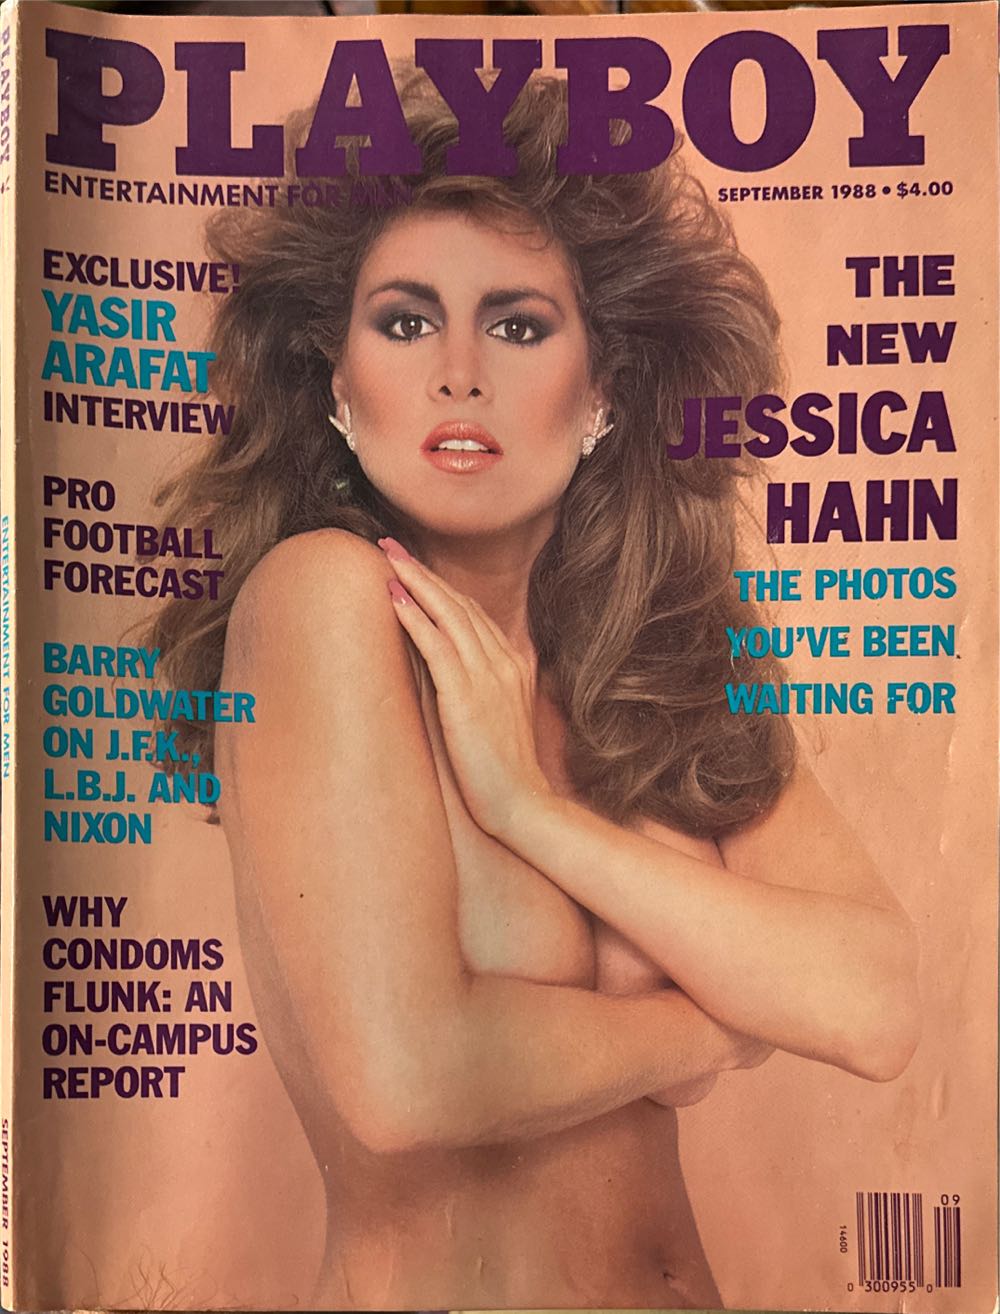 PLAYBOY
ENTERTAINMENT FOR MEN
SEPTEMBER 1988 • $4.00
EXCLUSIVE!
YASIR
ARAFAT
INTERVIEW
PRO
FOOTBALL
FORECAST
BARRY
GOLDWATER
ON J.F.K.,
L.B.J. AND
NIXON
WHY
CONDOMS
FLUNK: AN
ON-CAMPUS
REPORT
THE
NEW
JESSICA
HAHN
THE PHOTOS
YOU'VE BEEN
WAITING FOR
09
14600
0 300955 0
PLAYBOY
ENTERTAINMENT FOR MEN
SEPTEMBER 1988